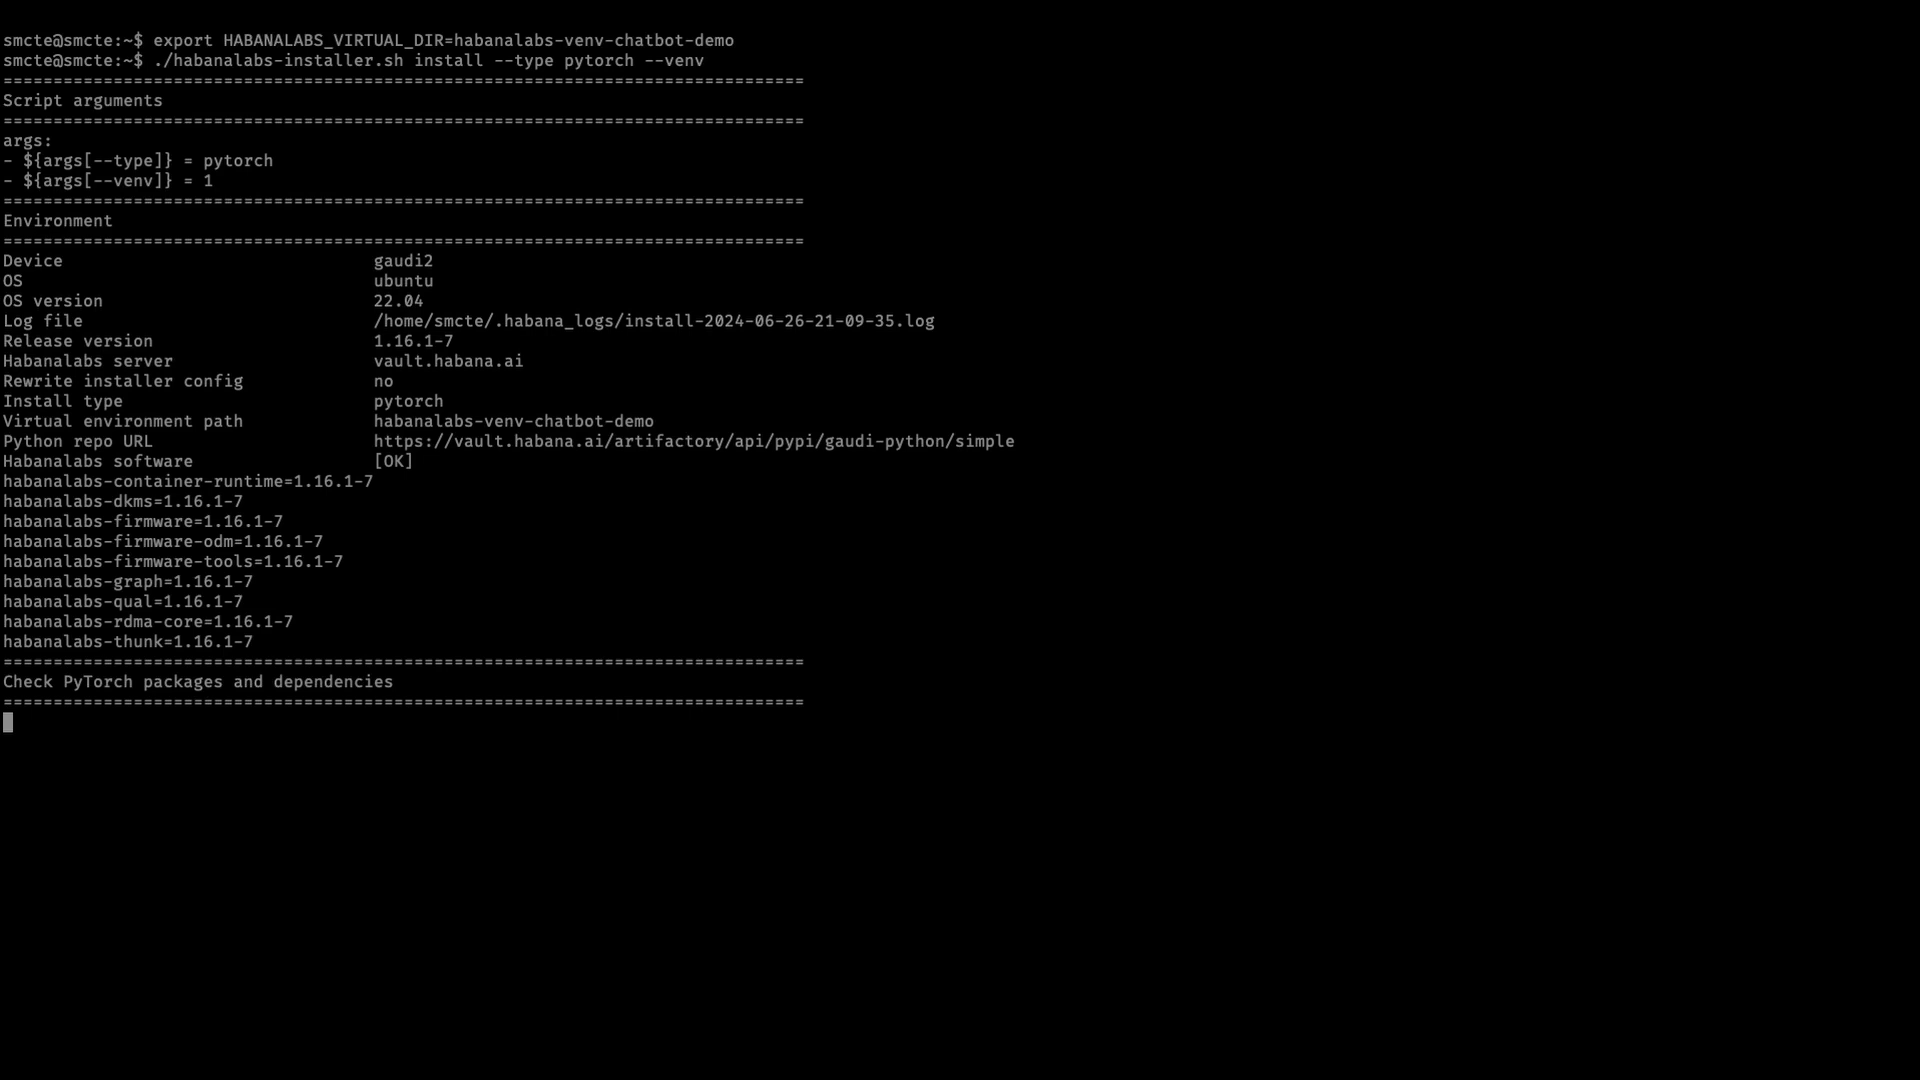 smcte@smcte:~$ export HABANALABS_VIRTUAL_DIR=habanalabs-venv-chatbot-demo
smcte@smcte:~$ ./habanalabs-installer.sh install --type pytorch --venv
================================================================================
Script arguments
================================================================================
args:
- ${args[--type]} = pytorch
- ${args[--venv]} = 1
================================================================================
Environment
================================================================================
Device                               gaudi2
OS                                   ubuntu
OS version                           22.04
Log file                             /home/smcte/.habana_logs/install-2024-06-26-21-09-35.log
Release version                      1.16.1-7
Habanalabs server                    vault.habana.ai
Rewrite installer config             no
Install type                         pytorch
Virtual environment path             habanalabs-venv-chatbot-demo
Python repo URL                      https://vault.habana.ai/artifactory/api/pypi/gaudi-python/simple
Habanalabs software                  [OK]
habanalabs-container-runtime=1.16.1-7
habanalabs-dkms=1.16.1-7
habanalabs-firmware=1.16.1-7
habanalabs-firmware-odm=1.16.1-7
habanalabs-firmware-tools=1.16.1-7
habanalabs-graph=1.16.1-7
habanalabs-qual=1.16.1-7
habanalabs-rdma-core=1.16.1-7
habanalabs-thunk=1.16.1-7
================================================================================
Check PyTorch packages and dependencies
================================================================================